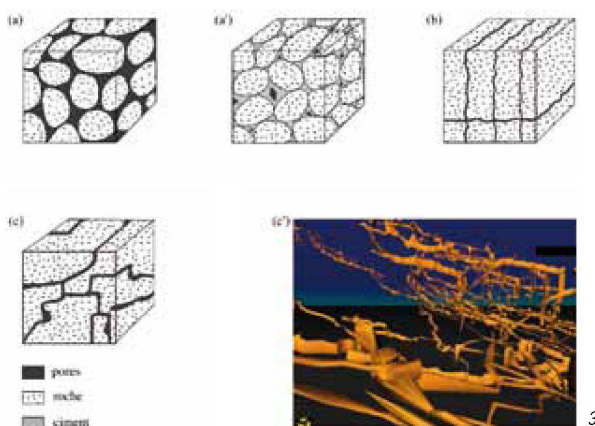 (a)
(a')
(b)
(c)
(c')
pores
roche
ciment
3